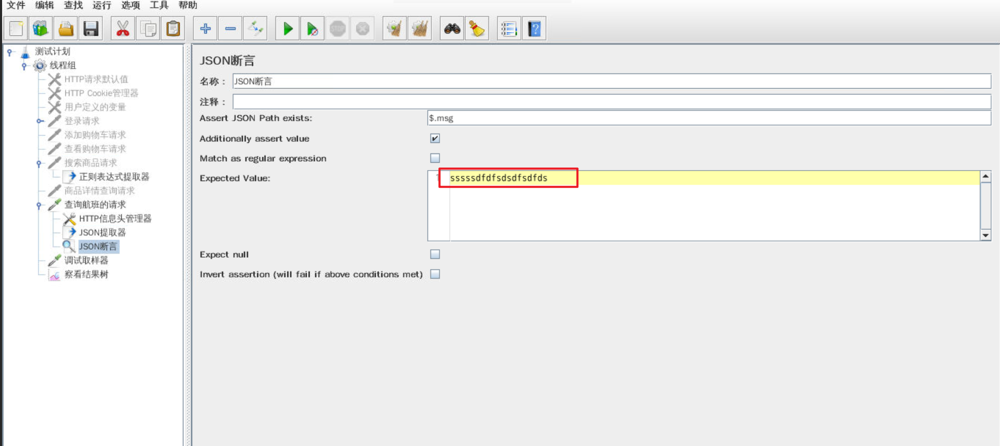 文件 编辑 查找 运行 选项 工具 帮助
STOP
测试计划
线程组
HTTP请求默认值
HTTP Cookie管理器
用户定义的变量
登录请求
添加购物车请求
查看购物车请求
搜索商品请求
正则表达式提取器
商品详情查询请求
查询航班的请求
HTTP信息头管理器
JSON提取器
JSON断言
调试取样器
察看结果树
JSON断言
名称： JSON断言
注释：
Assert JSON Path exists: $.msg
Additionally assert value
Match as regular expression
Expected Value: 1 sssssdfdfsdsdfsdfds
Expect null
Invert assertion (will fail if above conditions met)